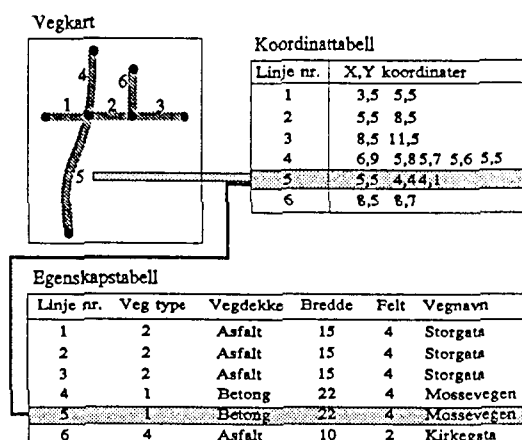 Vegkart
4
6
1 2 3
5
Koordinattabell
Linje nr. X,Y koordinater
1 3,5 5,5
2 5,5 8,5
3 8,5 11,5
4 6,9 5,8 5,7 5,6 5,5
5 5,5 4,4 4,1
6 8,5 8,7
Egenskapstabell
Linje nr. Veg type Vegdekke Bredde Felt Vegnavn
1 2 Asfalt 15 4 Storgata
2 2 Asfalt 15 4 Storgata
3 2 Asfalt 15 4 Storgata
4 1 Betong 22 4 Mossevegen
5 1 Betong 22 4 Mossevegen
6 4 Asfalt 10 2 Kirkegata